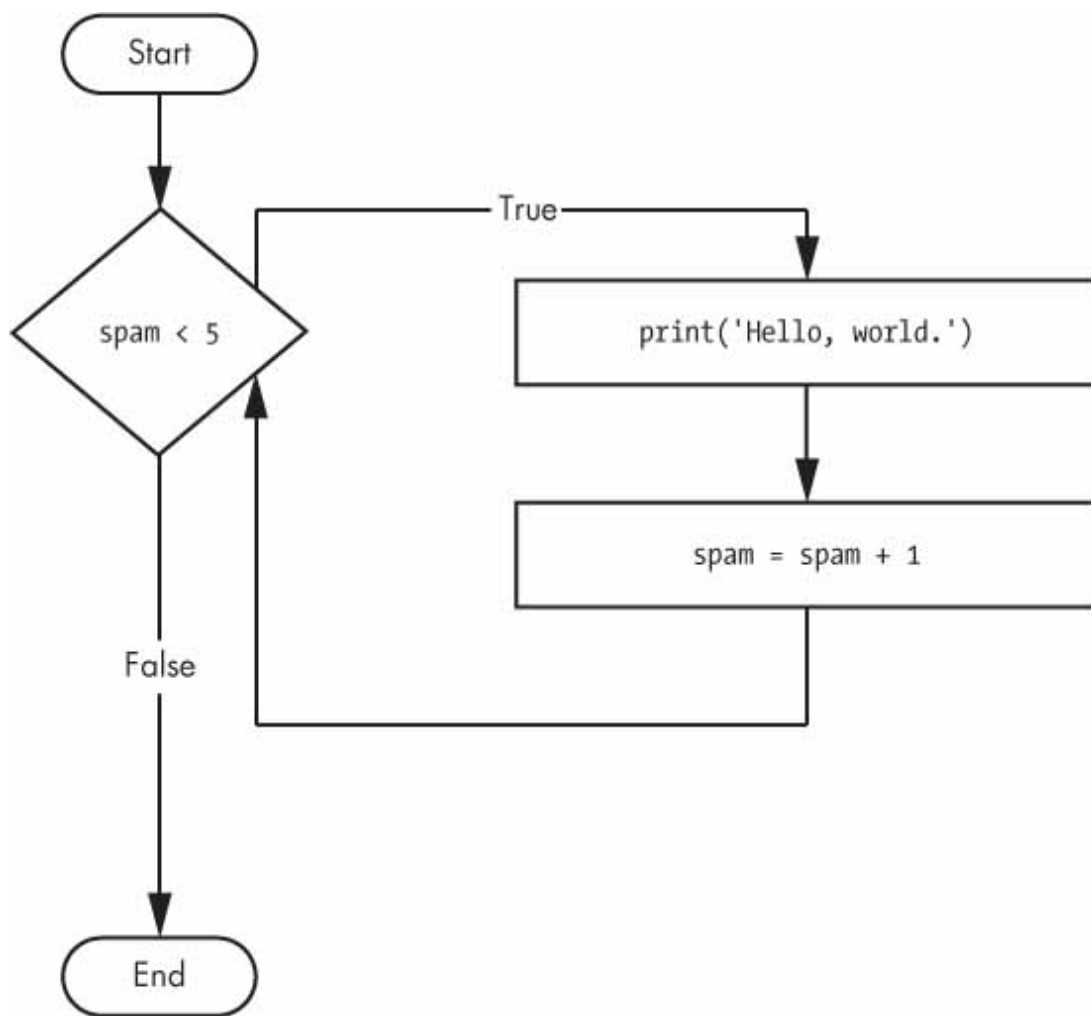 Start
True
spam < 5
print('Hello, world.')
spam = spam + 1
False
End